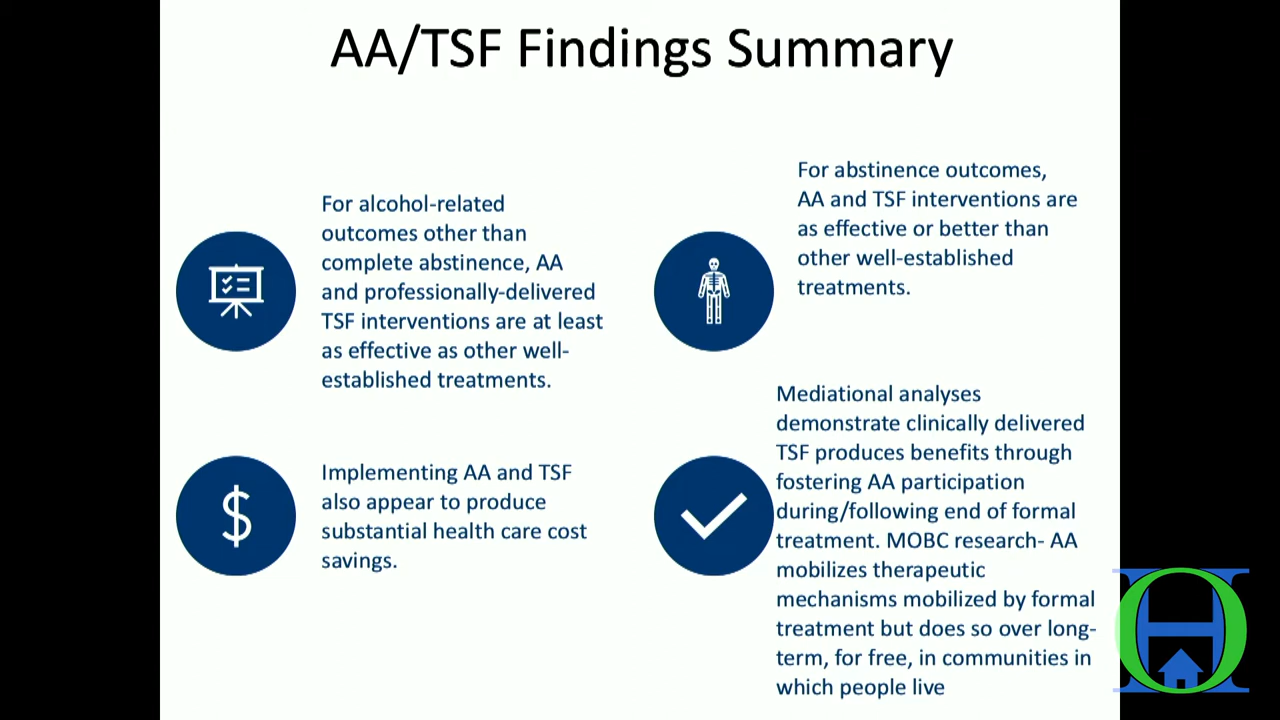 AA/TSF Findings Summary
For alcohol-related
outcomes other than
complete abstinence, AA
and professionally-delivered
TSF interventions are at least
as effective as other well-
established treatments.
For abstinence outcomes,
AA and TSF interventions are
as effective or better than
other well-established
treatments.
Implementing AA and TSF
also appear to produce
substantial health care cost
savings.
Mediational analyses
demonstrate clinically delivered
TSF produces benefits through
fostering AA participation
during/following end of formal
treatment. MOBC research- AA
mobilizes therapeutic
mechanisms mobilized by formal
treatment but does so over long-
term, for free, in communities in
which people live